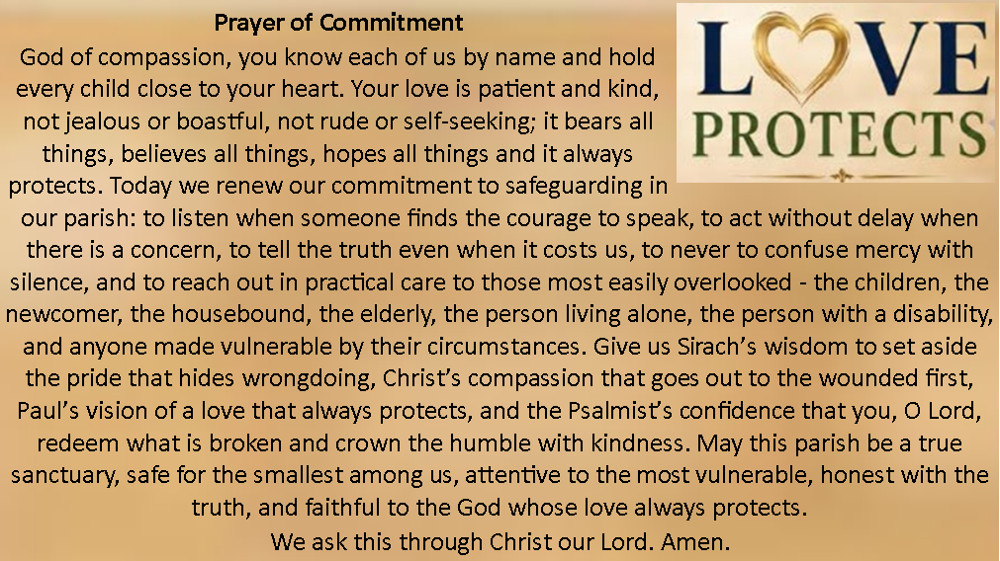 Prayer of Commitment
God of compassion, you know each of us by name and hold
every child close to your heart. Your love is patient and kind,
not jealous or boastful, not rude or self-seeking; it bears all
things, believes all things, hopes all things and it always
protects. Today we renew our commitment to safeguarding in
our parish: to listen when someone finds the courage to speak, to act without delay when
there is a concern, to tell the truth even when it costs us, to never to confuse mercy with
silence, and to reach out in practical care to those most easily overlooked - the children, the
newcomer, the housebound, the elderly, the person living alone, the person with a disability,
and anyone made vulnerable by their circumstances. Give us Sirach’s wisdom to set aside
the pride that hides wrongdoing, Christ’s compassion that goes out to the wounded first,
Paul’s vision of a love that always protects, and the Psalmist’s confidence that you, O Lord,
redeem what is broken and crown the humble with kindness. May this parish be a true
sanctuary, safe for the smallest among us, attentive to the most vulnerable, honest with the
truth, and faithful to the God whose love always protects.
We ask this through Christ our Lord. Amen.
LOVE
PROTECTS